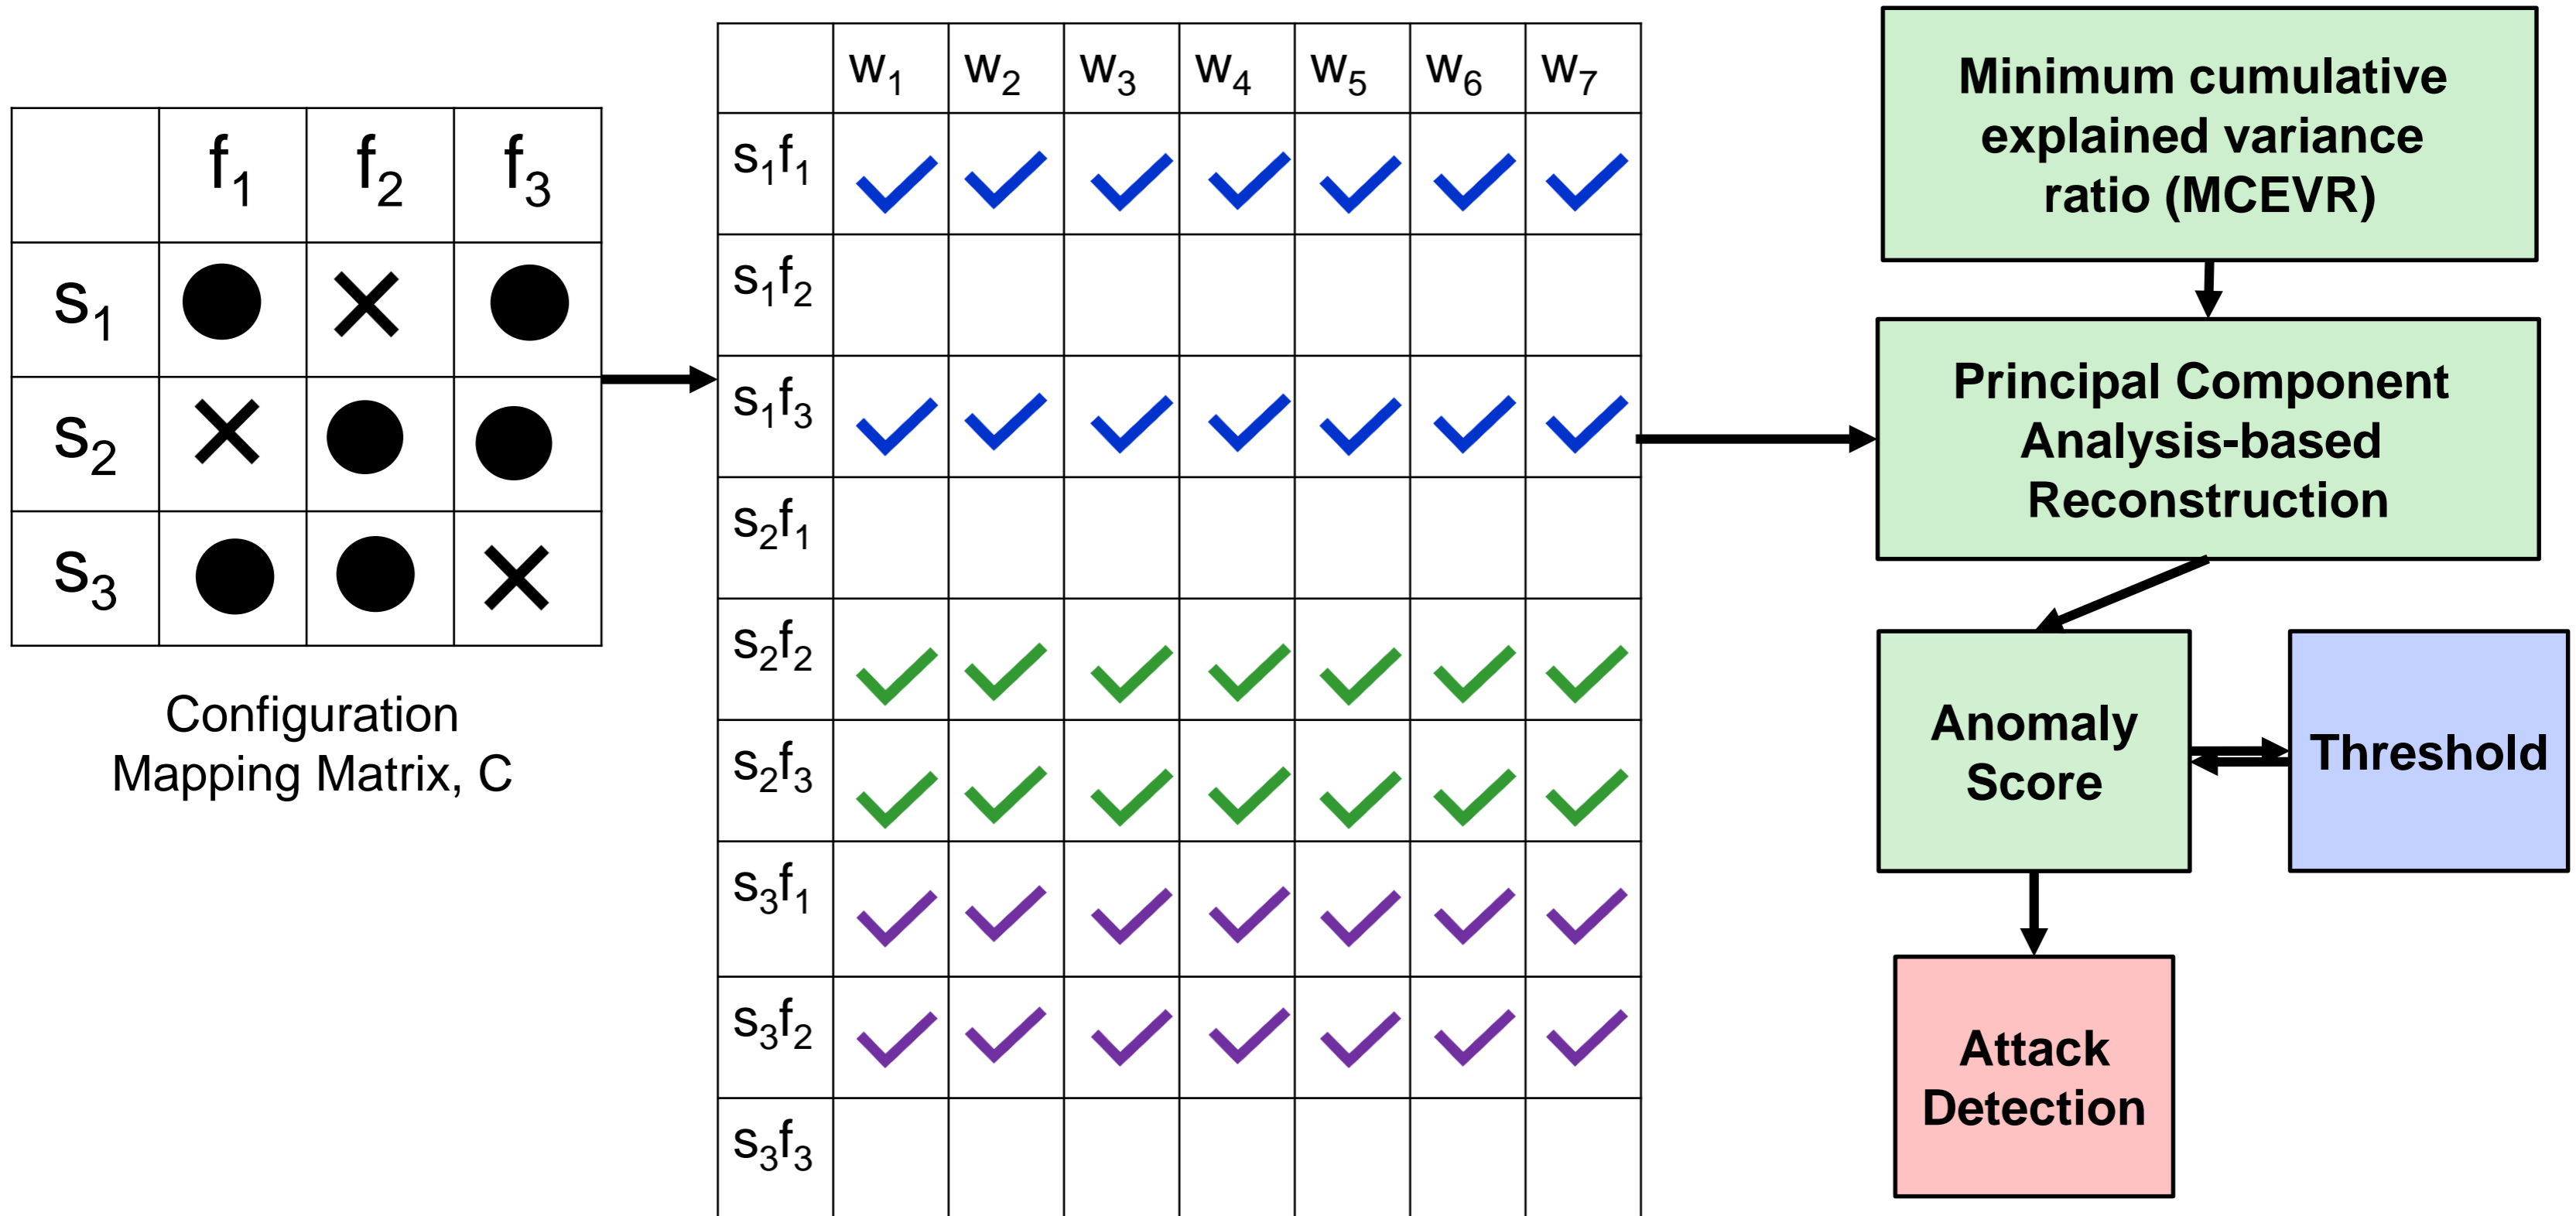 f₁ f₂ f₃
s₁
s₂
s₃
Configuration
Mapping Matrix, C
w₁ w₂ w₃ w₄ w₅ w₆ w₇
s₁f₁
s₁f₂
s₁f₃
s₂f₁
s₂f₂
s₂f₃
s₃f₁
s₃f₂
s₃f₃
Minimum cumulative
explained variance
ratio (MCEVR)
Principal Component
Analysis-based
Reconstruction
Anomaly
Score
Threshold
Attack
Detection